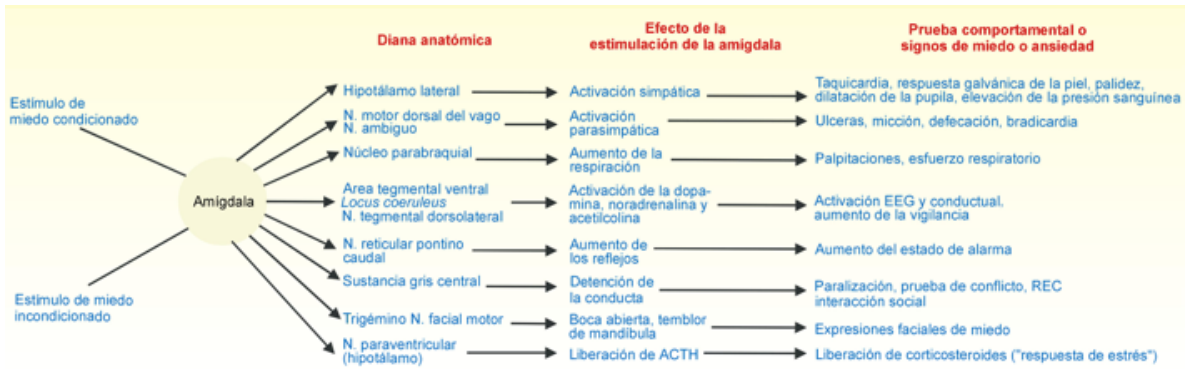 Diana anatómica
Efecto de la
estimulación de la amigdala
Prueba comportamental o
signos de miedo o ansiedad
Estímulo de
miedo condicionado
Amigdala
Estímulo de miedo
incondicionado
Hipotálamo lateral
Activación simpática
Taquicardia, respuesta galvánica de la piel, palidez,
dilatación de la pupila, elevación de la presión sanguínea
N. motor dorsal del vago
N. ambiguo
Activación
parasimpática
Ulceras, micción, defecación, bradicardia
Núcleo parabraquial
Aumento de la
respiración
Palpitaciones, esfuerzo respiratorio
Area tegmental ventral
Locus coeruleus
N. tegmental dorsolateral
Activación de la dopa-
mina, noradrenalina y
acetilcolina
Activación EEG y conductual.
aumento de la vigilancia
N. reticular pontino
caudal
Aumento de
los reflejos
Aumento del estado de alarma
Sustancia gris central
Detención de
la conducta
Paralización, prueba de conflicto, REC
interacción social
Trigémino N. facial motor
Boca abierta, temblor
de mandíbula
Expresiones faciales de miedo
N. paraventricular
(hipotálamo)
Liberación de ACTH
Liberación de corticosteroides ("respuesta de estrés")